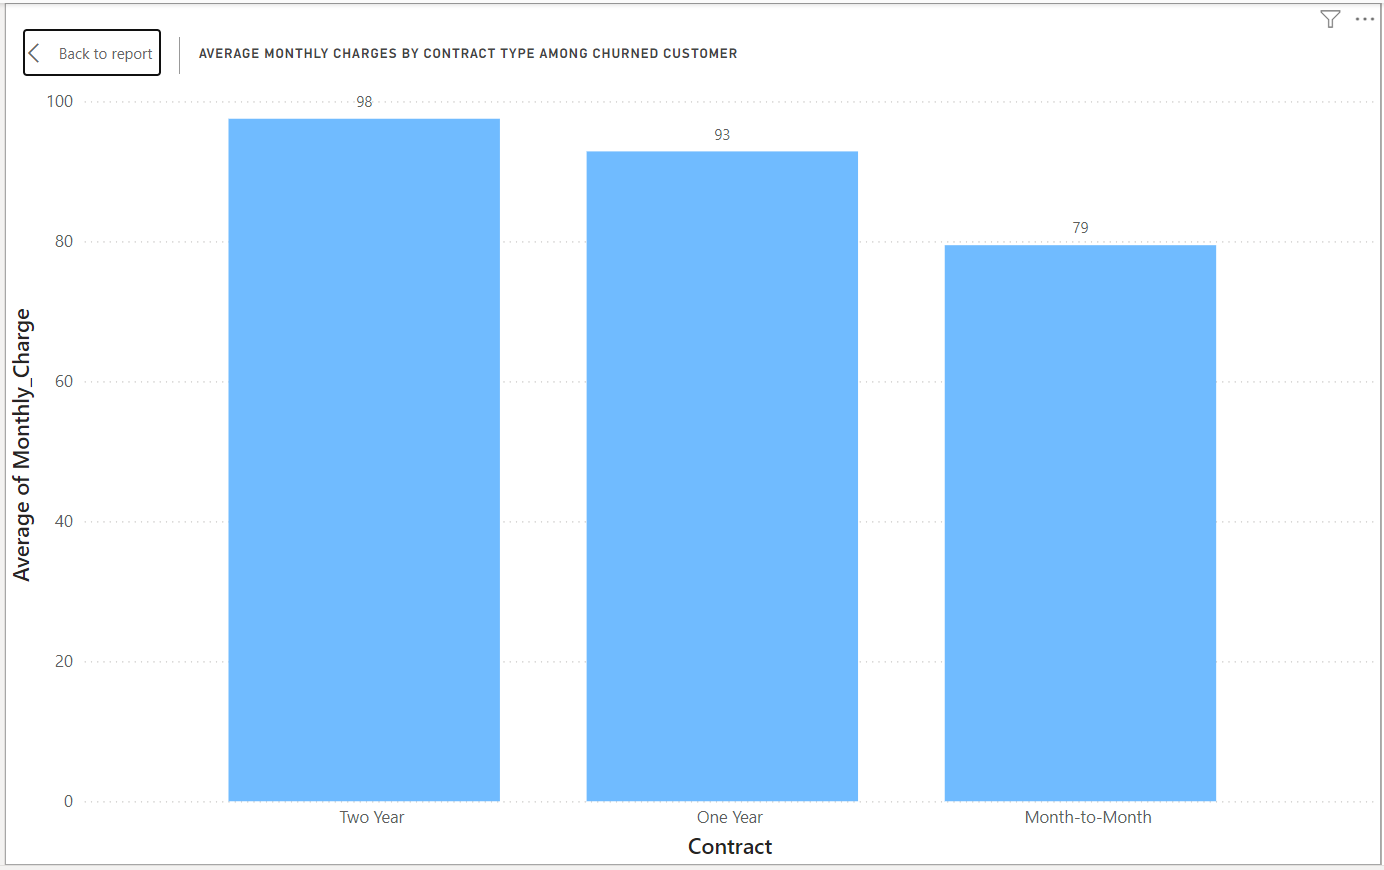 Back to report
AVERAGE MONTHLY CHARGES BY CONTRACT TYPE AMONG CHURNED CUSTOMER
100
80
60
40
20
0
Average of Monthly_Charge
98
93
79
Two Year
One Year
Month-to-Month
Contract